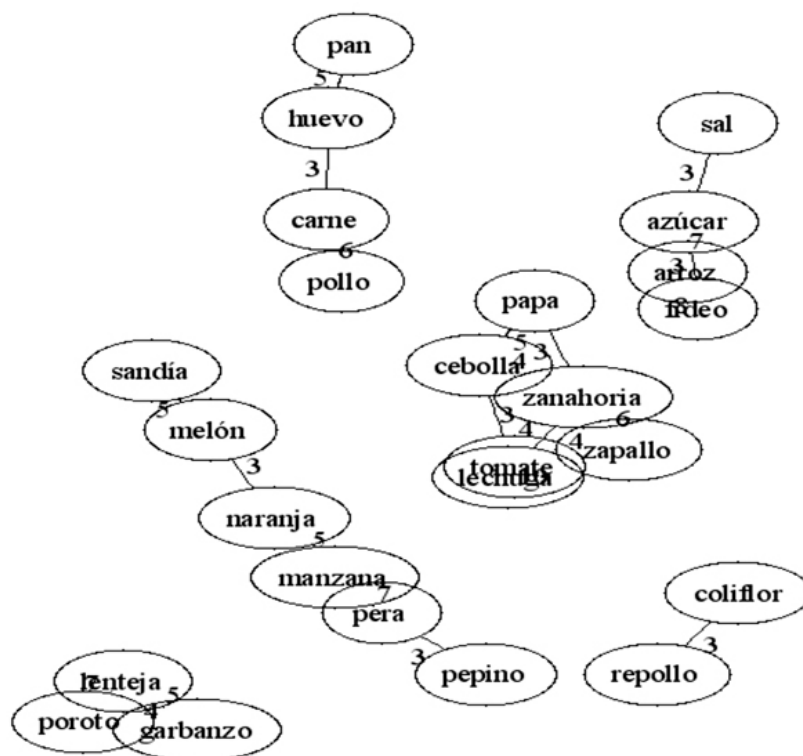 pan
5
huevo
3
carne
6
pollo
sal
3
azúcar
7
3
arroz
8
fideo
papa
5
3
cebolla
4
zanahoria
3
4
6
4
zapallo
tomate
lechuga
sandía
5
melón
3
naranja
5
manzana
7
pera
3
pepino
coliflor
3
repollo
lenteja
7
5
4
poroto
garbanzo